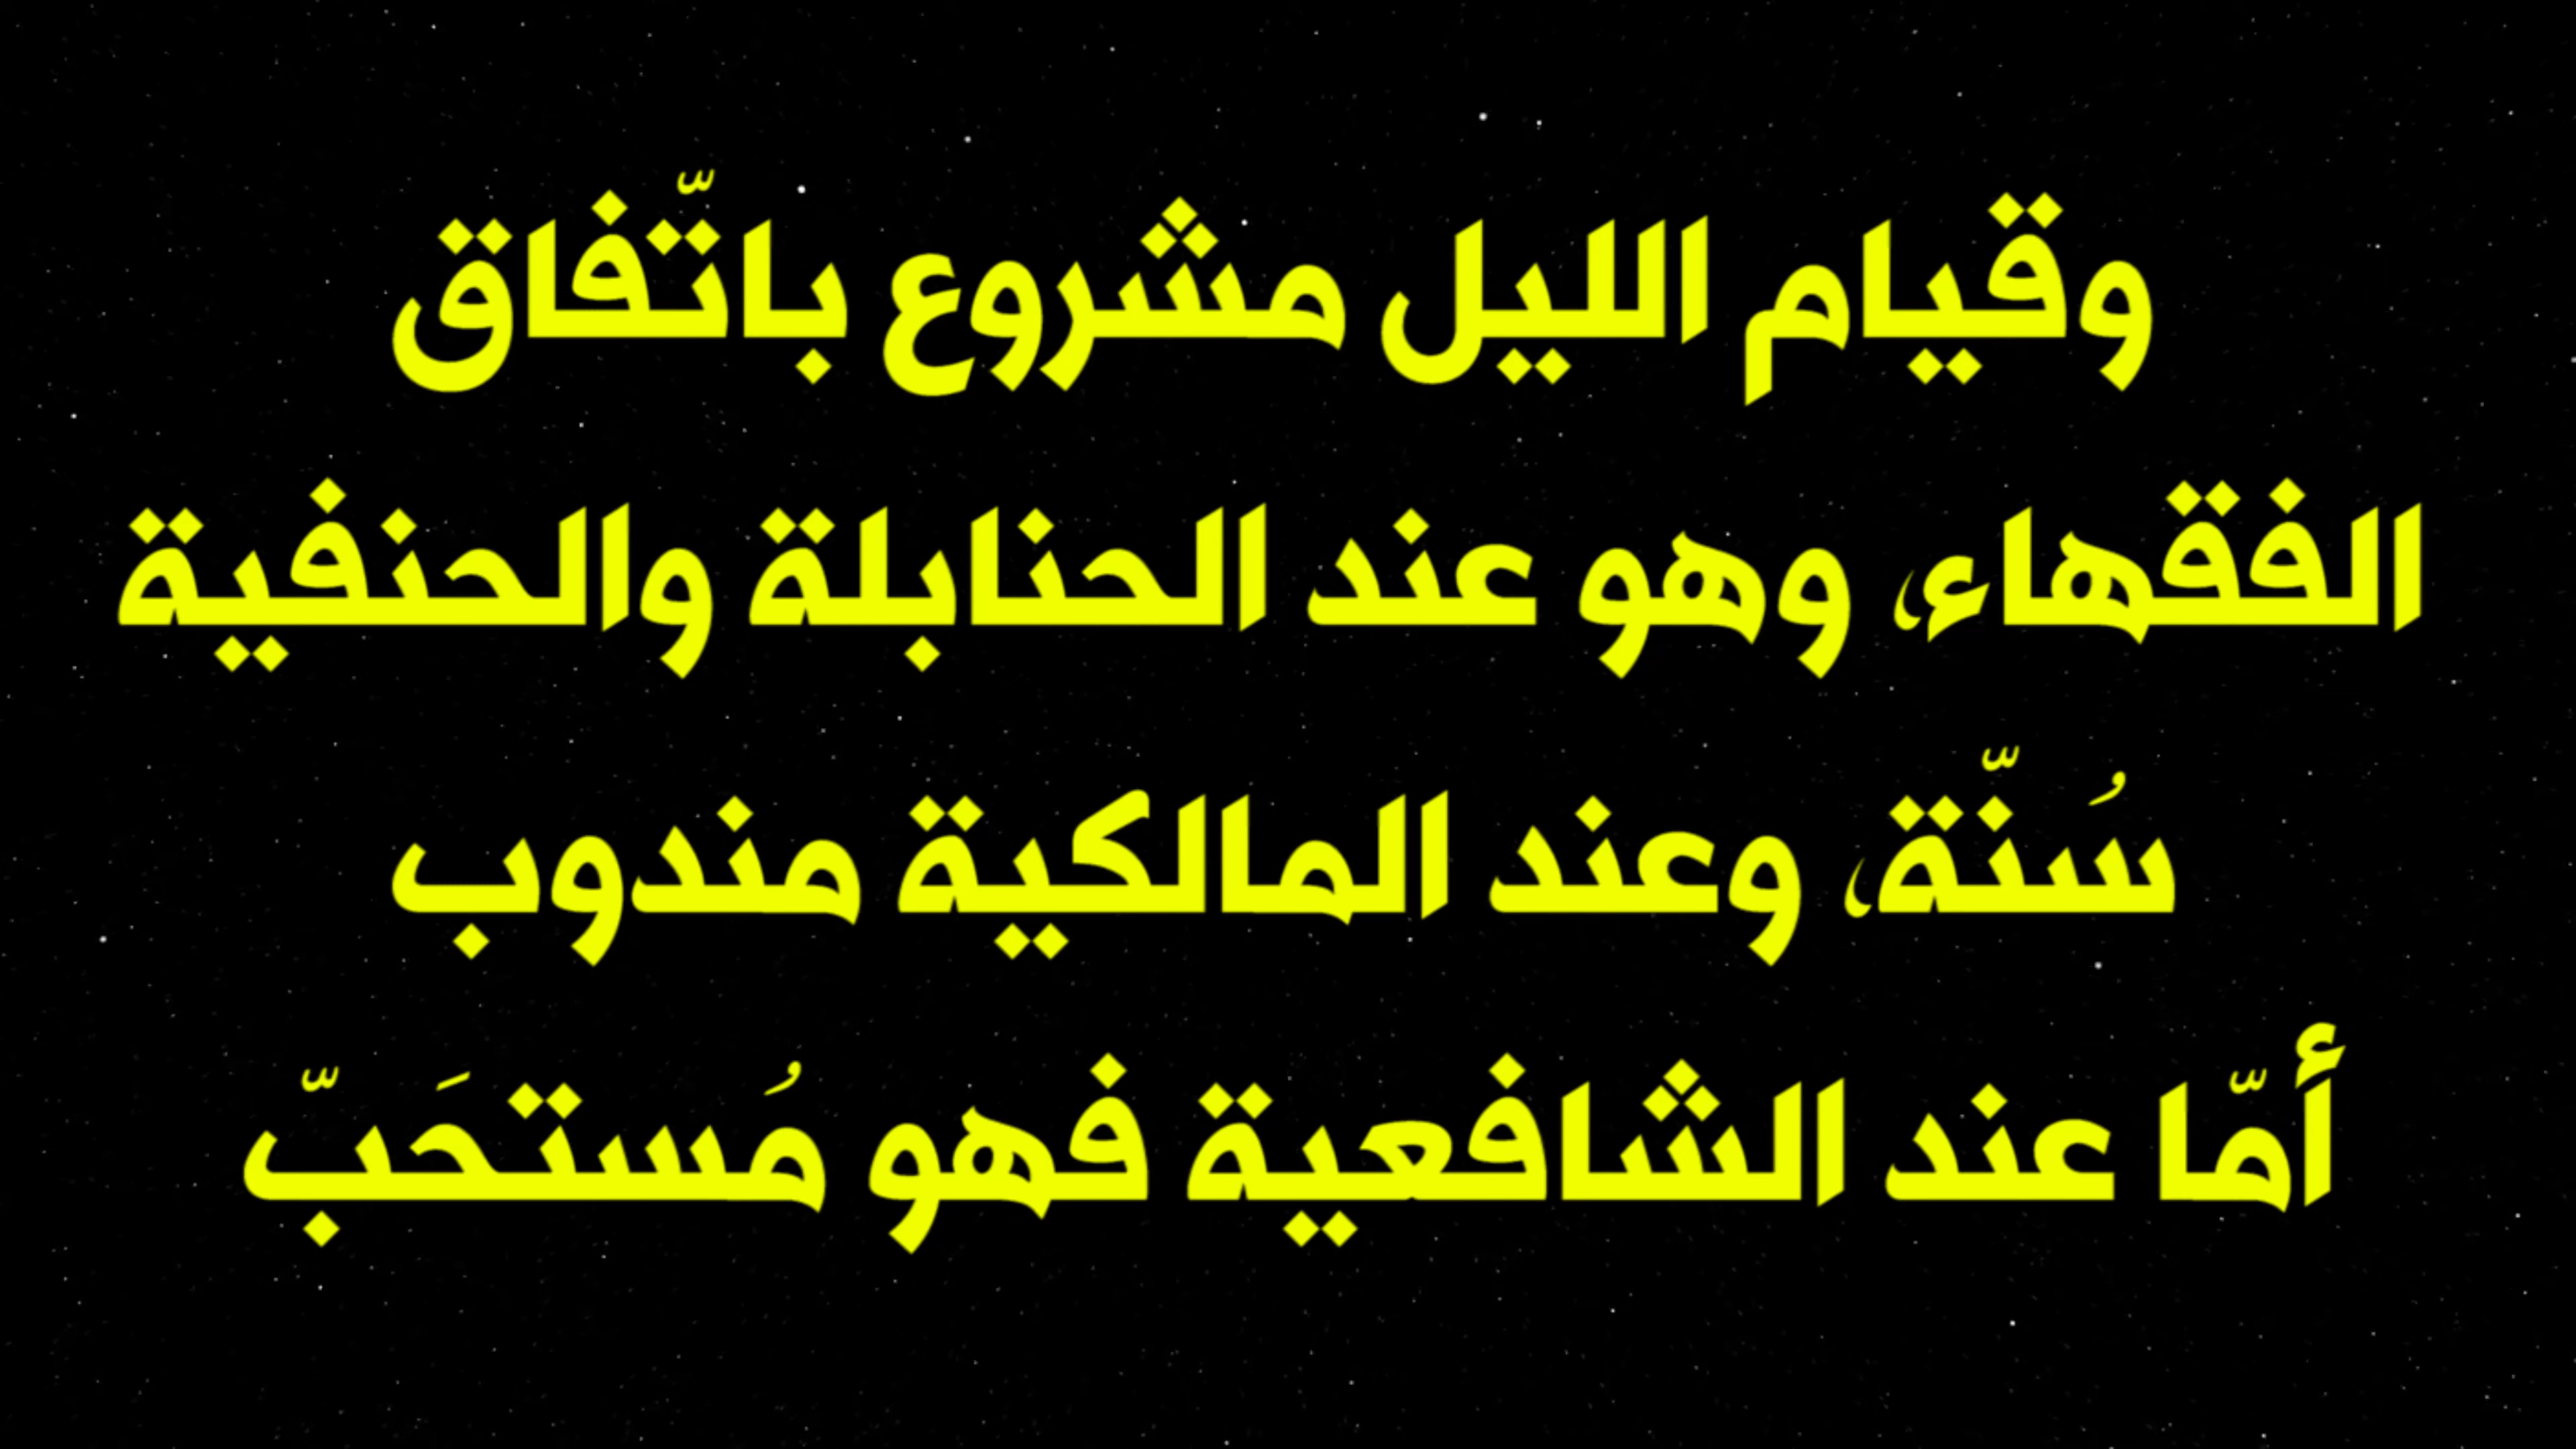 وقيام الليل مشروع باتّفاق
الفقهاء، وهو عند الحنابلة والحنفية
سُنّة، وعند المالكية مندوب
أمّا عند الشافعية فهو مُستحَبّ